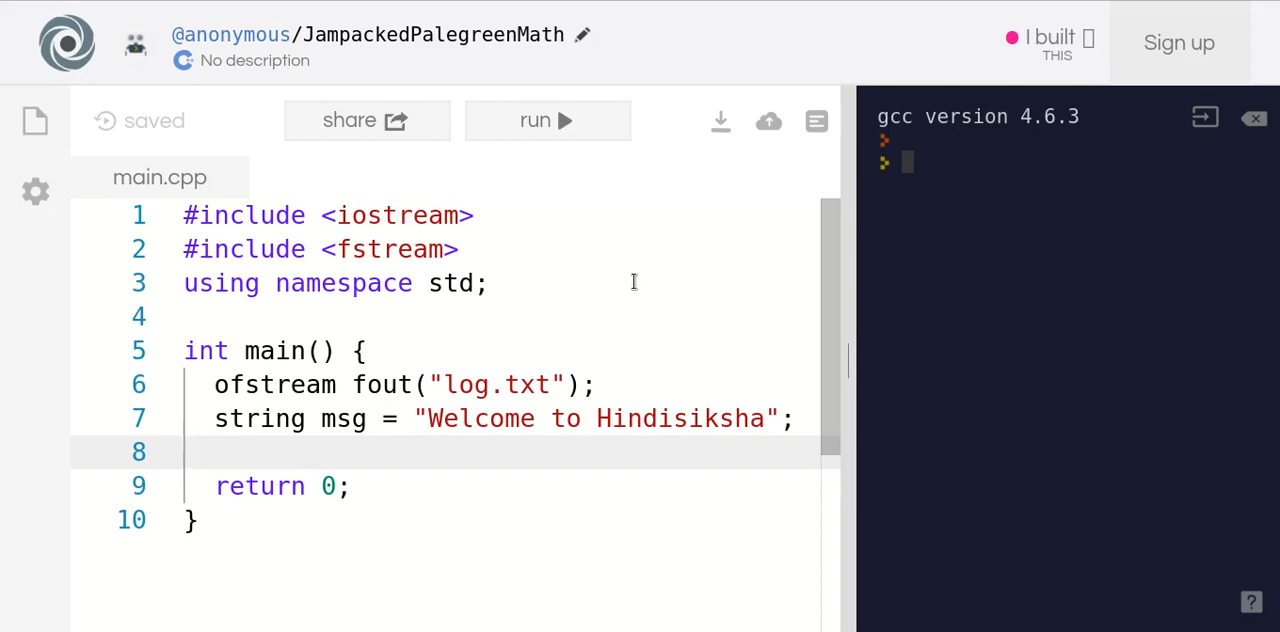 @anonymous/JampackedPalegreenMath
No description
I built
THIS
Sign up
saved
share
run
main.cpp
1 #include <iostream>
2 #include <fstream>
3 using namespace std;
4
5 int main() {
6 ofstream fout("log.txt");
7 string msg = "Welcome to Hindisiksha";
8
9 return 0;
10 }
gcc version 4.6.3
>
>
?